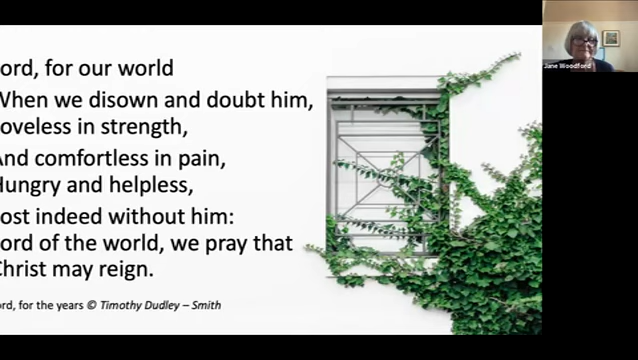 ord, for our world
When we disown and doubt him,
oveless in strength,
And comfortless in pain,
Hungry and helpless,
ost indeed without him:
ord of the world, we pray that
Christ may reign.
ord, for the years © Timothy Dudley – Smith
Jane Woodford